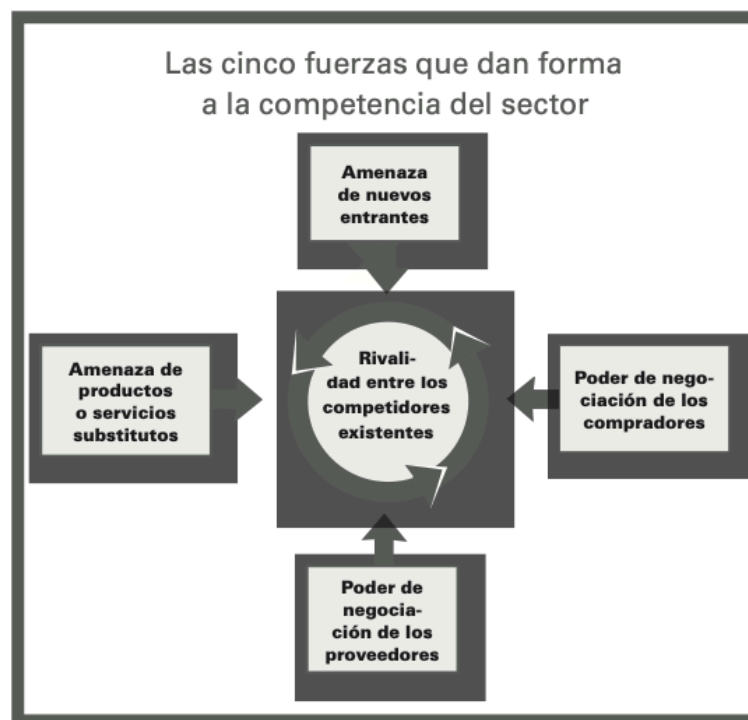 Las cinco fuerzas que dan forma
a la competencia del sector
Amenaza
de nuevos
entrantes
Amenaza de
productos
o servicios
substitutos
Rivali-
dad entre los
competidores
existentes
Poder de nego-
ciación de los
compradores
Poder de
negocia-
ción de los
proveedores